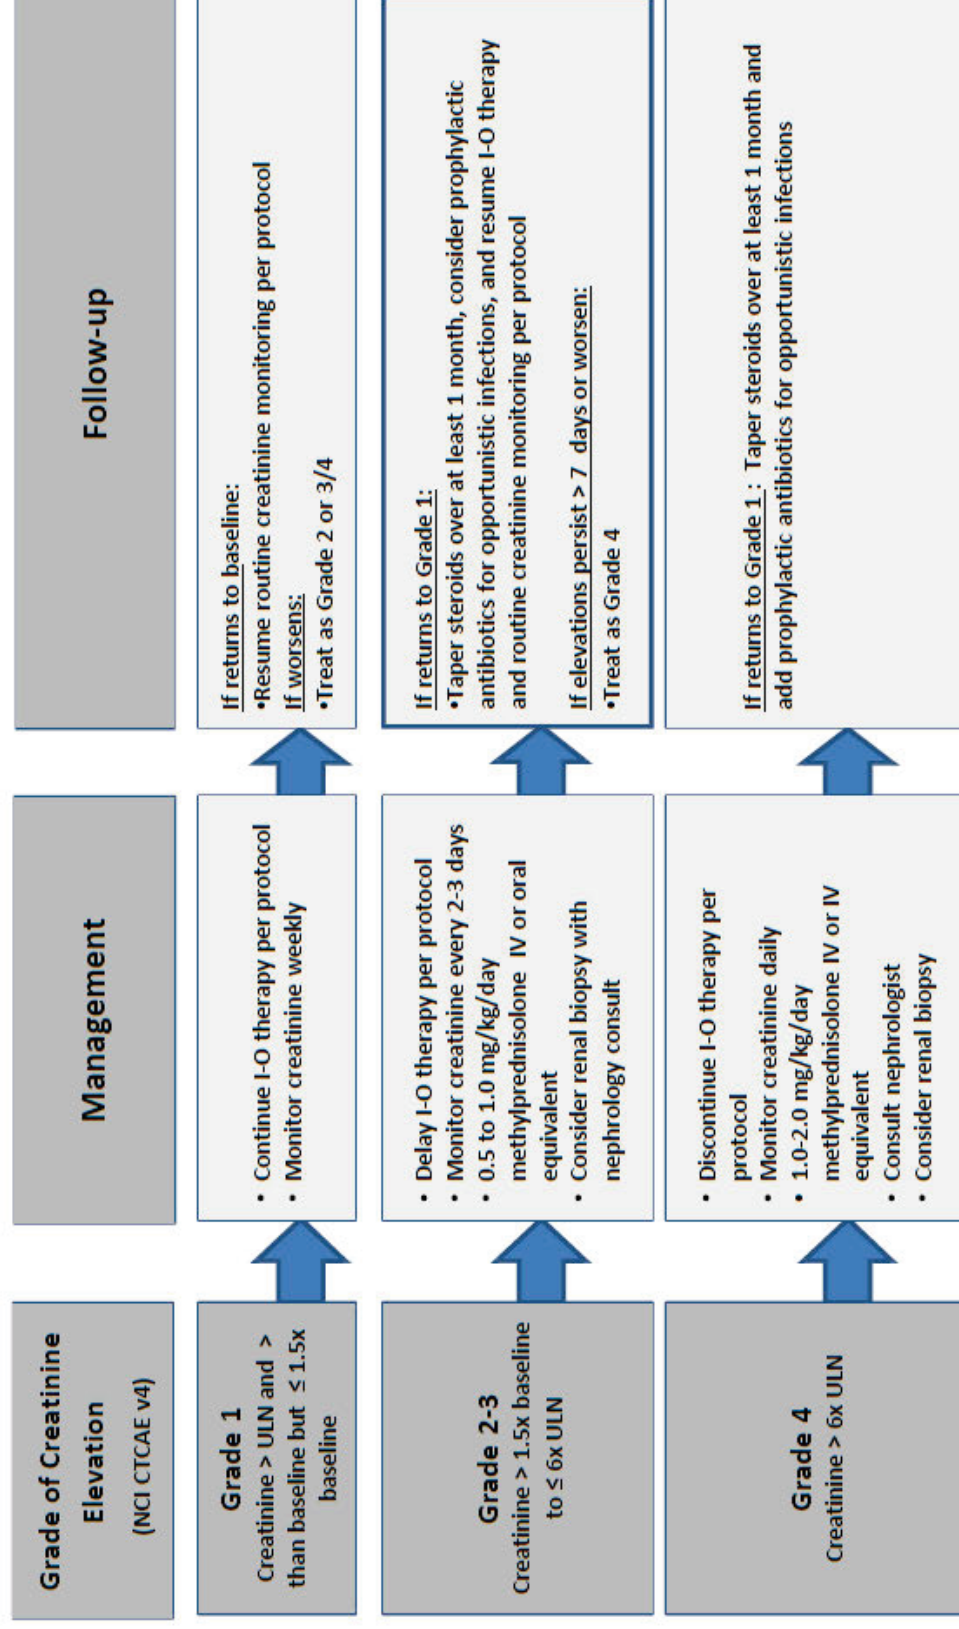 Grade of Creatinine
Elevation
(NCI CTCAE v4)
Management
Follow-up
Grade 1
Creatinine > ULN and >
than baseline but ≤ 1.5x
baseline
• Continue I-O therapy per protocol
• Monitor creatinine weekly
If returns to baseline:
•Resume routine creatinine monitoring per protocol
If worsens:
•Treat as Grade 2 or 3/4
Grade 2-3
Creatinine > 1.5x baseline
to ≤ 6x ULN
• Delay I-O therapy per protocol
• Monitor creatinine every 2-3 days
• 0.5 to 1.0 mg/kg/day
methylprednisolone IV or oral
equivalent
• Consider renal biopsy with
nephrology consult
If returns to Grade 1:
•Taper steroids over at least 1 month, consider prophylactic
antibiotics for opportunistic infections, and resume I-O therapy
and routine creatinine monitoring per protocol
If elevations persist > 7 days or worsen:
•Treat as Grade 4
Grade 4
Creatinine > 6x ULN
• Discontinue I-O therapy per
protocol
• Monitor creatinine daily
• 1.0-2.0 mg/kg/day
methylprednisolone IV or IV
equivalent
• Consult nephrologist
• Consider renal biopsy
If returns to Grade 1 : Taper steroids over at least 1 month and
add prophylactic antibiotics for opportunistic infections